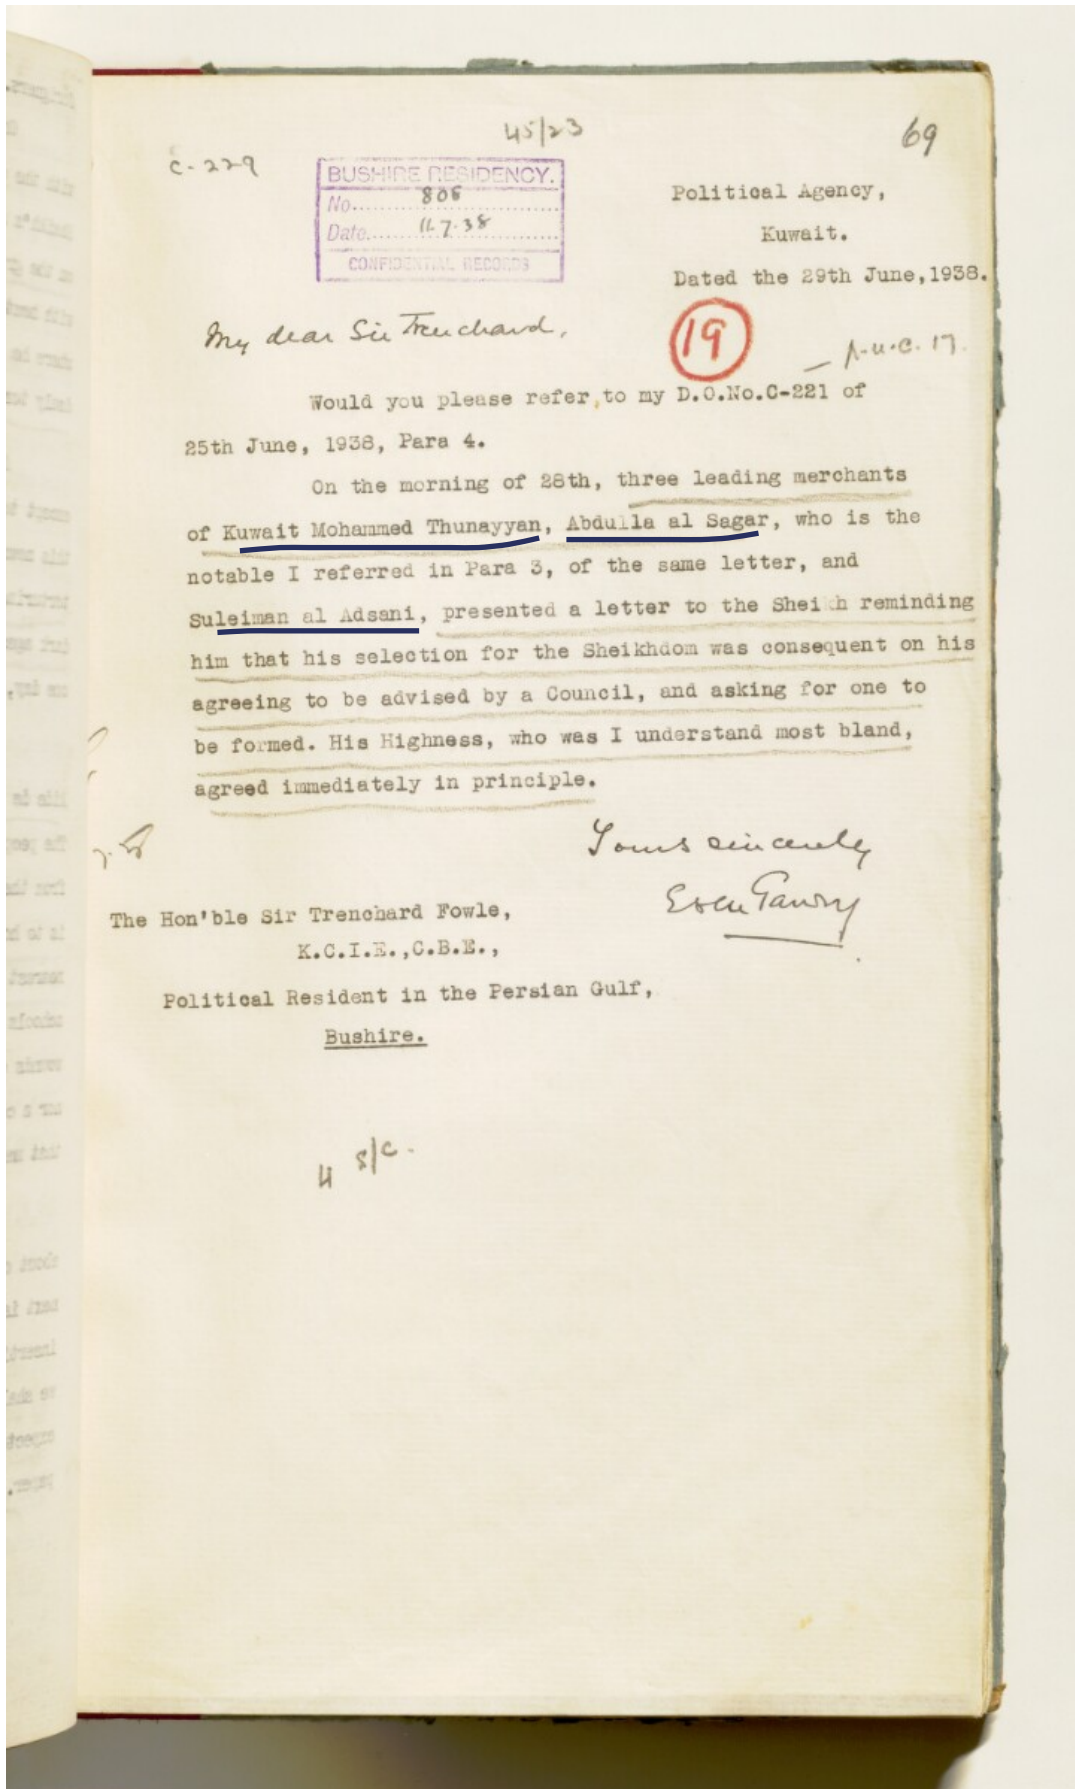 45/23
69
C-229
BUSHIRE RESIDENCY.
No. 808
Date. 11.7.38
CONFIDENTIAL RECORDS
Political Agency,
Kuwait.
Dated the 29th June, 1938.
My dear Sir Trenchard,
19
P.U.C. 17.
Would you please refer to my D.O.No.C-221 of
25th June, 1938, Para 4.
On the morning of 28th, three leading merchants
of Kuwait Mohammed Thunayyan, Abdulla al Sagar, who is the
notable I referred in Para 3, of the same letter, and
Suleiman al Adsani, presented a letter to the Sheikh reminding
him that his selection for the Sheikhdom was consequent on his
agreeing to be advised by a Council, and asking for one to
be formed. His Highness, who was I understand most bland,
agreed immediately in principle.
Yours sincerely
The Hon'ble Sir Trenchard Fowle,
K.C.I.E.,C.B.E.,
Political Resident in the Persian Gulf,
Bushire.